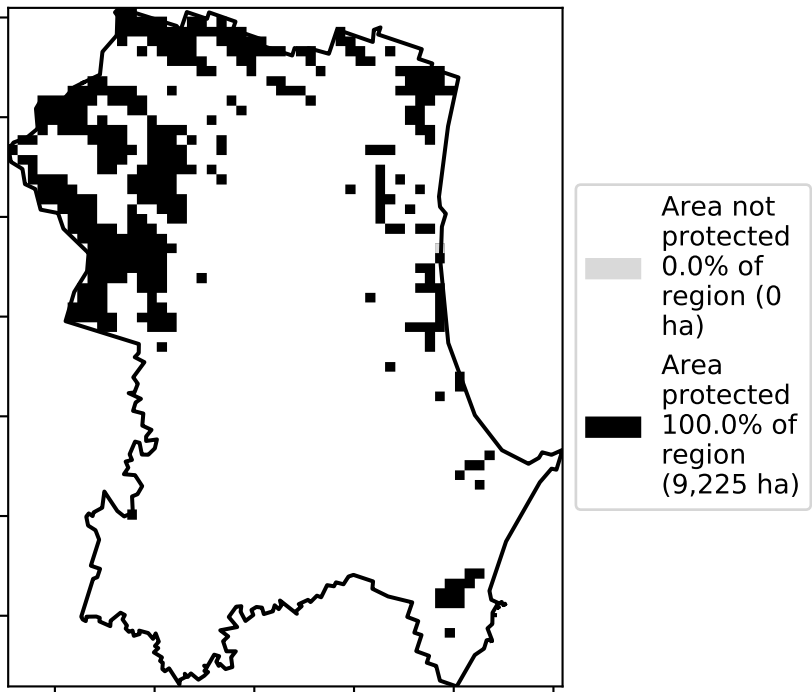 Area not
protected
0.0% of
region (0
ha)
Area
protected
100.0% of
region
(9,225 ha)